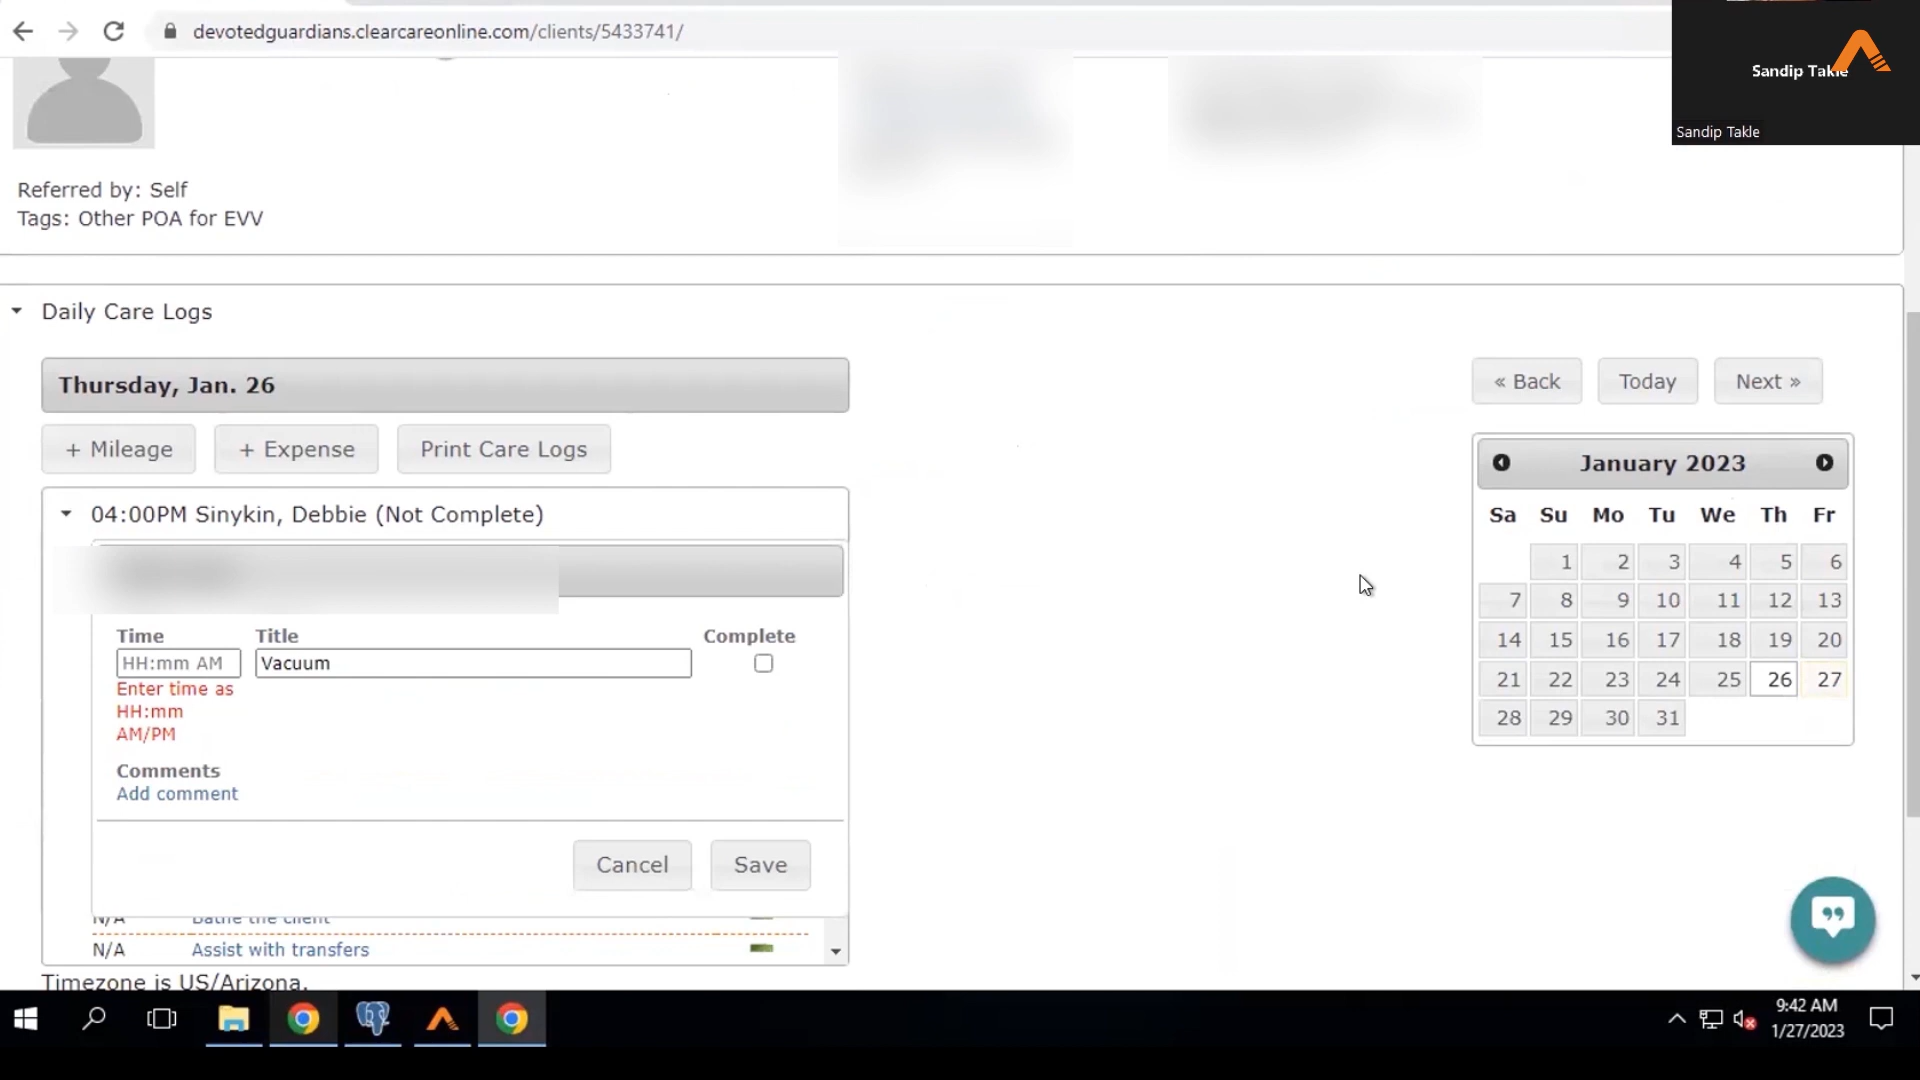 devotedguardians.clearcareonline.com/clients/5433741/
Sandip Takle
Sandip Takle
Referred by: Self
Tags: Other POA for EVV
Daily Care Logs
Thursday, Jan. 26
« Back Today Next »
+ Mileage + Expense Print Care Logs
January 2023
04:00PM Sinykin, Debbie (Not Complete)
Sa Su Mo Tu We Th Fr
1 2 3 4 5 6
7 8 9 10 11 12 13
14 15 16 17 18 19 20
21 22 23 24 25 26 27
28 29 30 31
Time Title Complete
HH:mm AM Vacuum
Enter time as
HH:mm
AM/PM
Comments
Add comment
Cancel Save
N/A Bathe the client
N/A Assist with transfers
Timezone is US/Arizona.
9:42 AM
1/27/2023